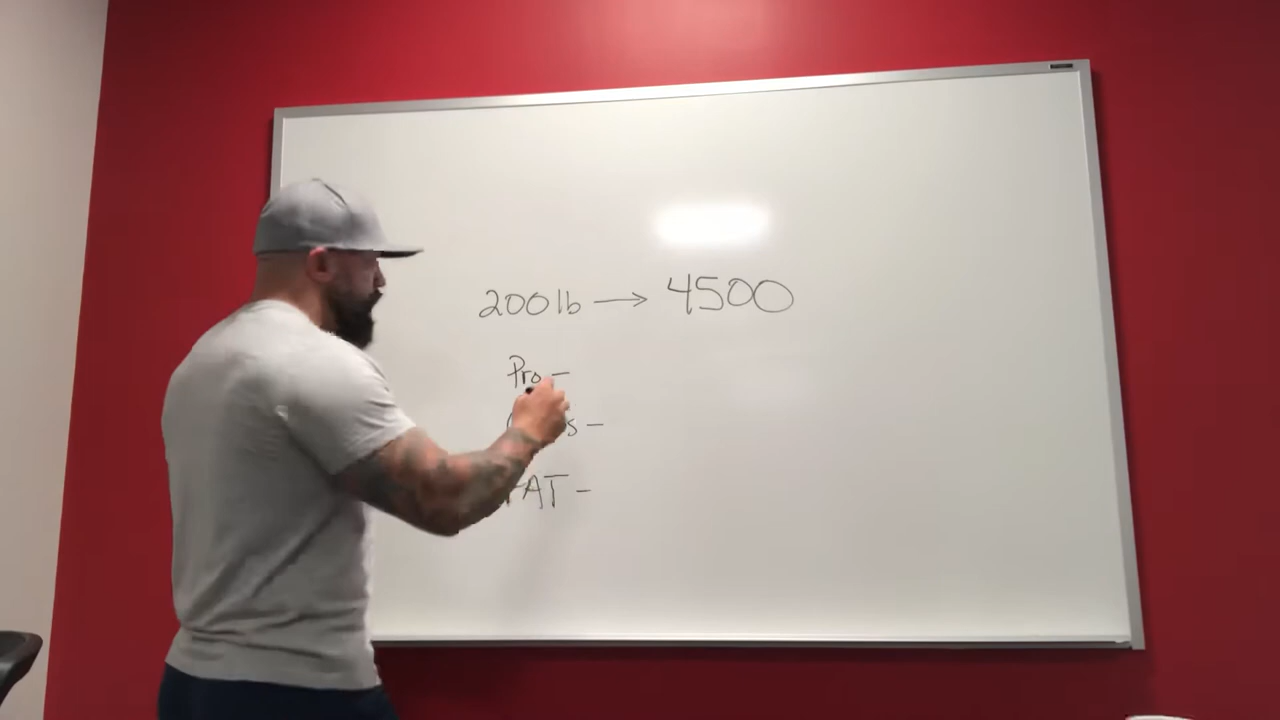 200lb → 4500
Pro -
FAT -